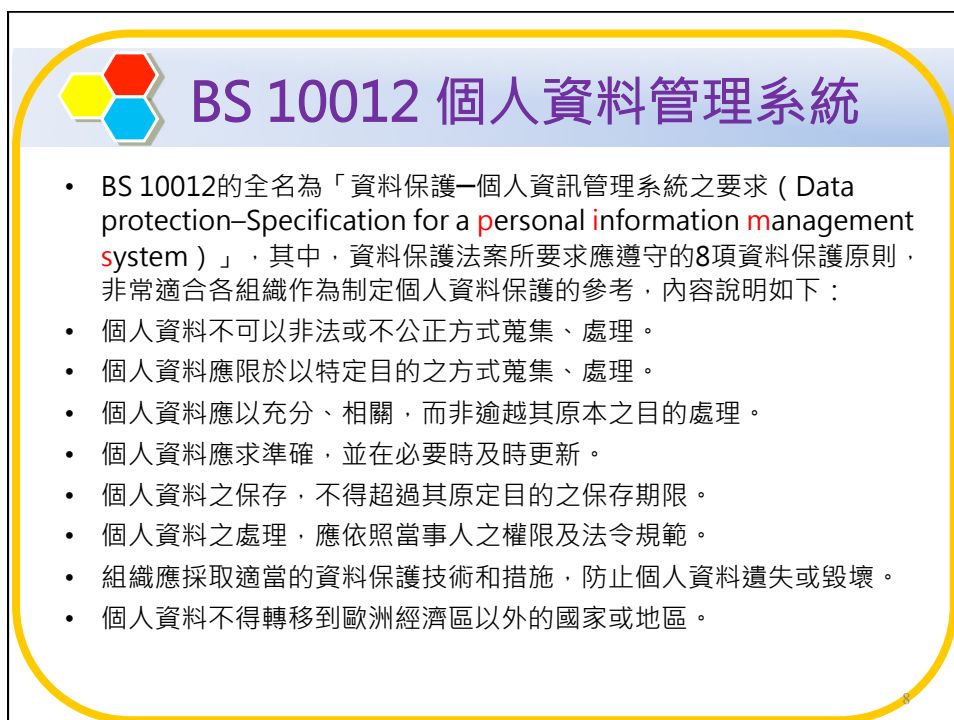 BS 10012 個人資料管理系統
• BS 10012的全名為「資料保護─個人資訊管理系統之要求（Data
protection–Specification for a personal information management
system）」，其中，資料保護法案所要求應遵守的8項資料保護原則，
非常適合各組織作為制定個人資料保護的參考，內容說明如下：
• 個人資料不可以非法或不公正方式蒐集、處理。
• 個人資料應限於以特定目的之方式蒐集、處理。
• 個人資料應以充分、相關，而非逾越其原本之目的處理。
• 個人資料應求準確，並在必要時及時更新。
• 個人資料之保存，不得超過其原定目的之保存期限。
• 個人資料之處理，應依照當事人之權限及法令規範。
• 組織應採取適當的資料保護技術和措施，防止個人資料遺失或毀壞。
• 個人資料不得轉移到歐洲經濟區以外的國家或地區。
8